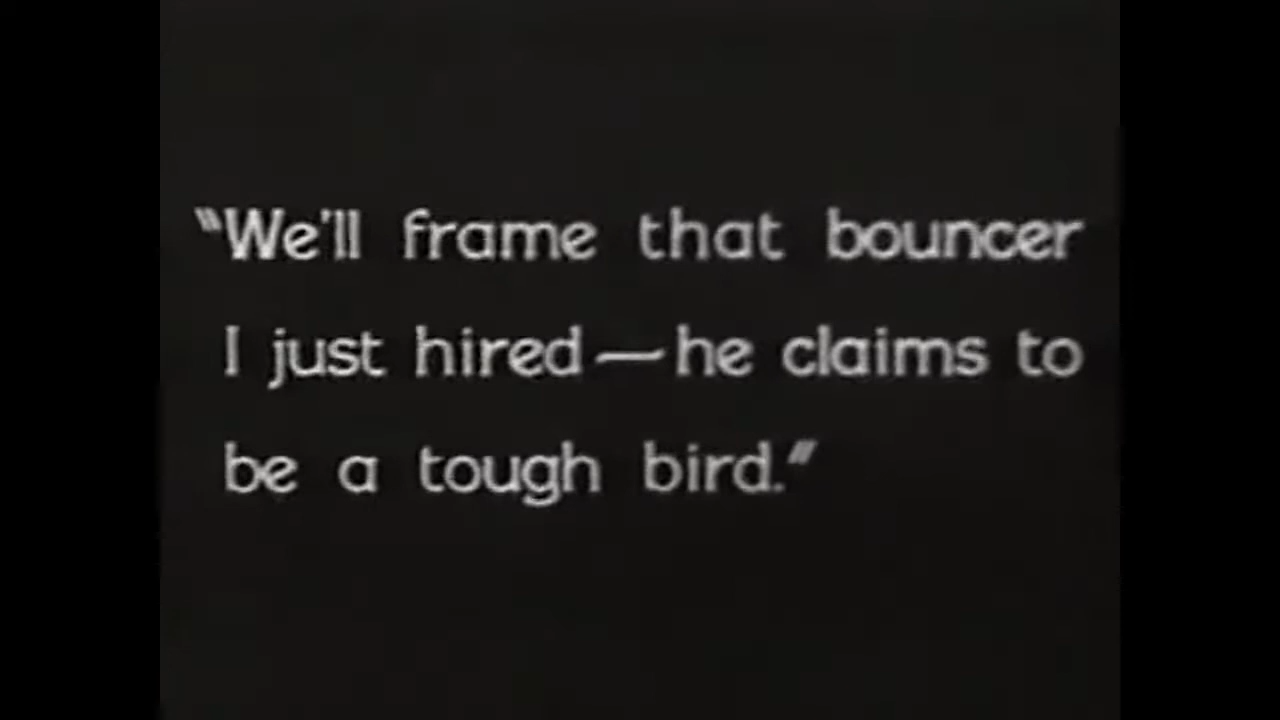 "We'll frame that bouncer
I just hired — he claims to
be a tough bird."